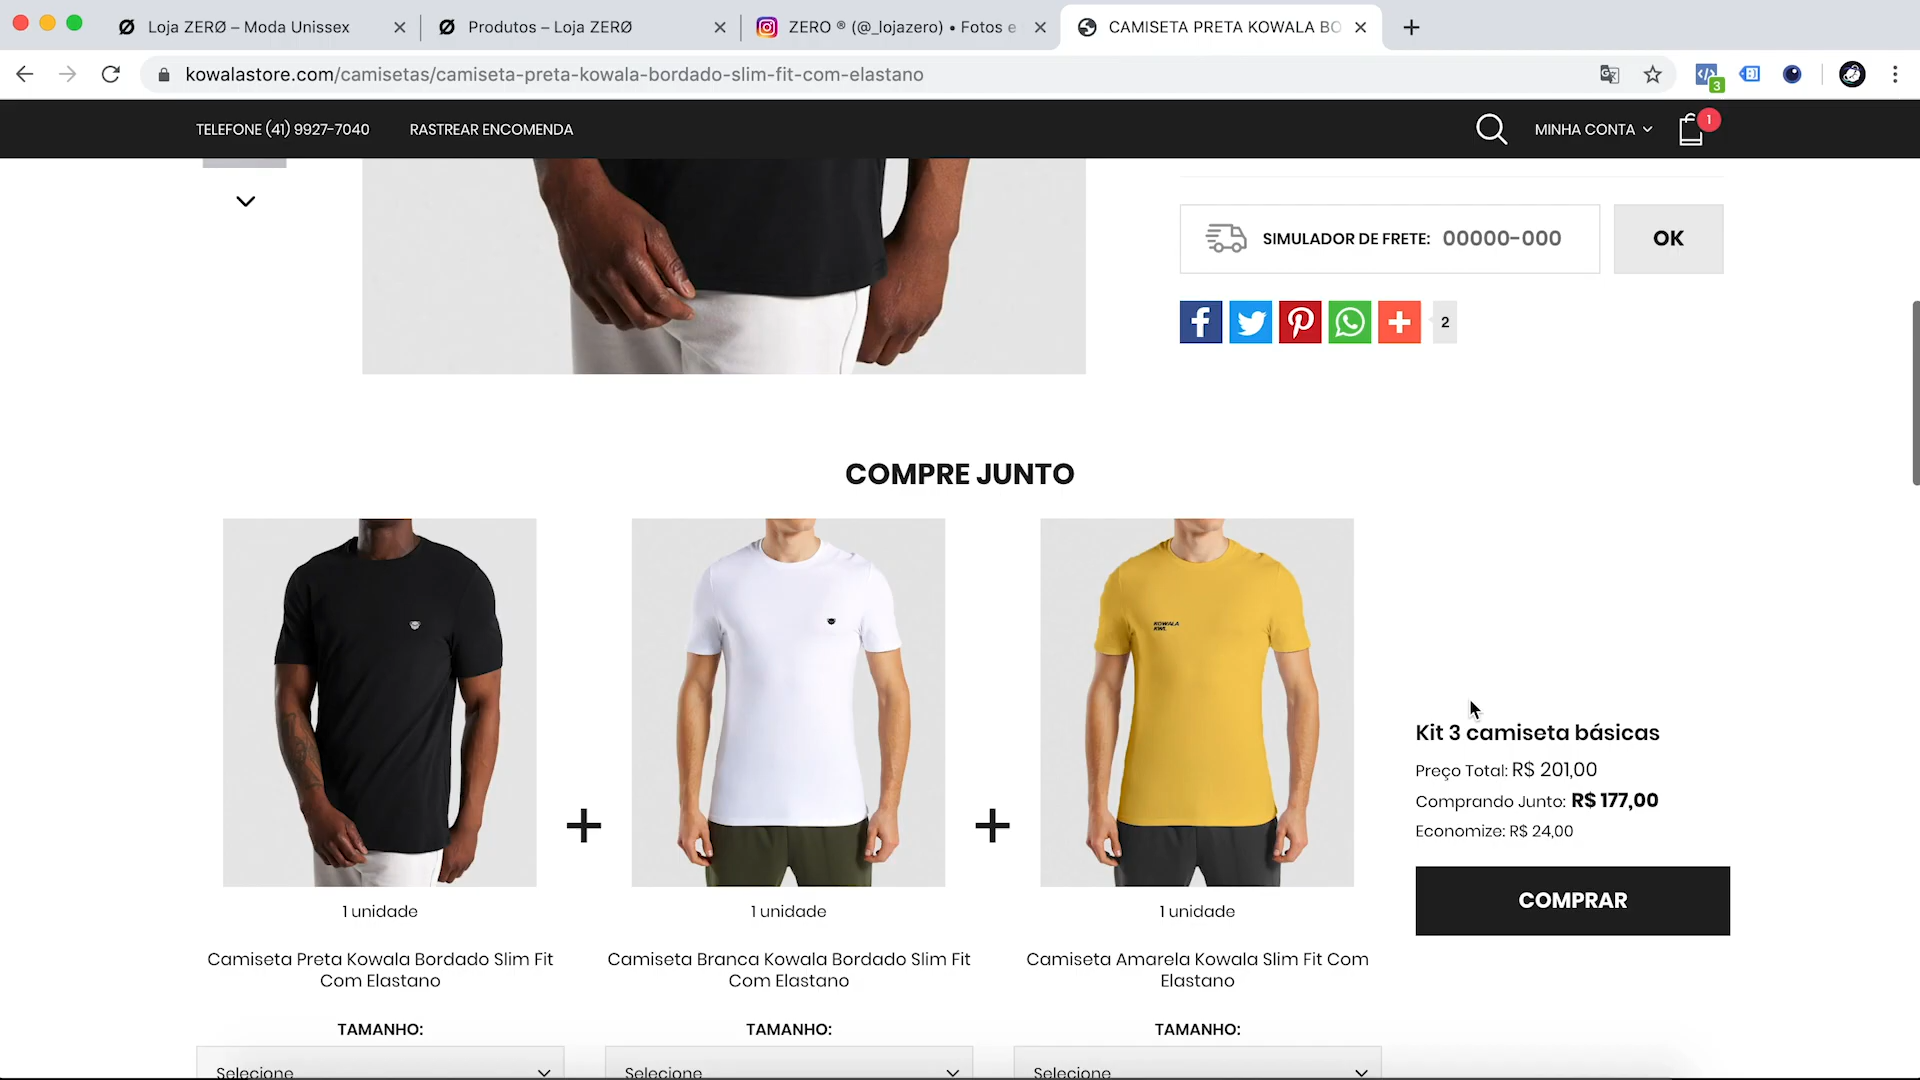 Loja ZERØ – Moda Unissex
Produtos – Loja ZERØ
ZERO ® (@_lojazero) • Fotos e
CAMISETA PRETA KOWALA BO
kowalastore.com/camisetas/camiseta-preta-kowala-bordado-slim-fit-com-elastano
3
TELEFONE (41) 9927-7040
RASTREAR ENCOMENDA
MINHA CONTA
1
SIMULADOR DE FRETE: 00000-000
OK
2
COMPRE JUNTO
KOWALA
KWL
Kit 3 camiseta básicas
Preço Total: R$ 201,00
Comprando Junto: R$ 177,00
Economize: R$ 24,00
COMPRAR
1 unidade
1 unidade
1 unidade
Camiseta Preta Kowala Bordado Slim Fit
Com Elastano
Camiseta Branca Kowala Bordado Slim Fit
Com Elastano
Camiseta Amarela Kowala Slim Fit Com
Elastano
TAMANHO:
TAMANHO:
TAMANHO:
Selecione
Selecione
Selecione